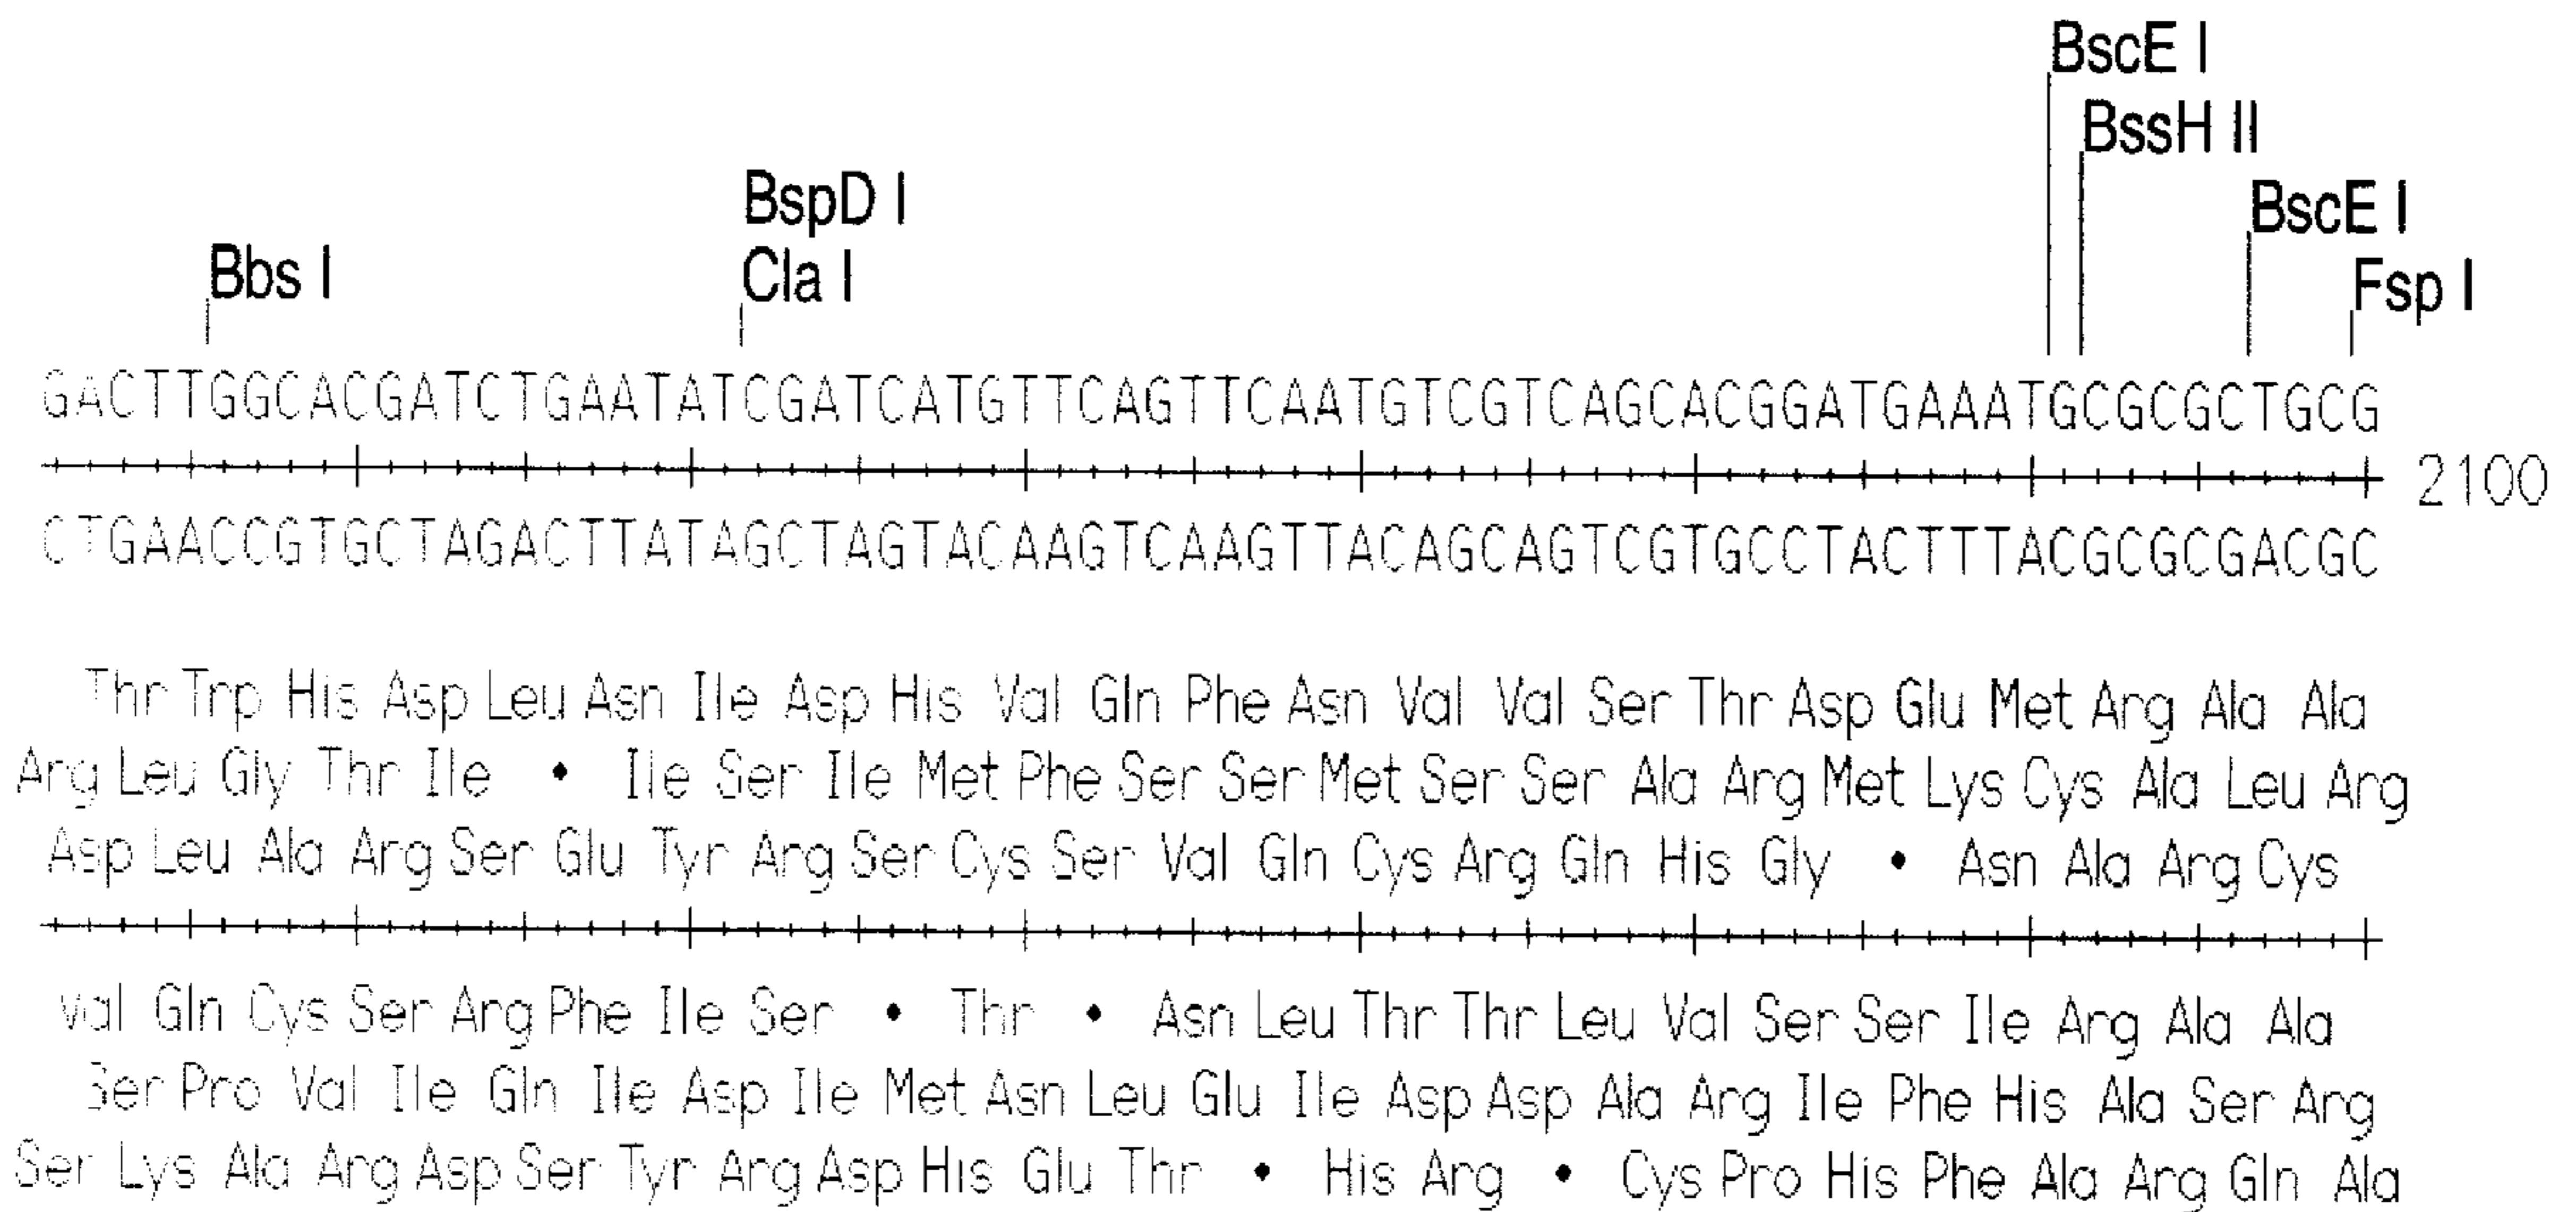 BscE I
BssH II
BspD I
BscE I
Bbs I
Cla I
Fsp I
GACTTGGCACGATCTGAATATCGATCATGTTCAGTTCAATGTCGTCAGCACGGATGAAATGCGCGCTGCG
2100
CTGAACCGTGCTAGACTTATAGCTAGTACAAGTCAAGTTACAGCAGTCGTGCCTACTTTACGCGCGACGC
Thr Trp His Asp Leu Asn Ile Asp His Val Gln Phe Asn Val Val Ser Thr Asp Glu Met Arg Ala Ala
Arg Leu Gly Thr Ile • Ile Ser Ile Met Phe Ser Ser Met Ser Ser Ala Arg Met Lys Cys Ala Leu Arg
Asp Leu Ala Arg Ser Glu Tyr Arg Ser Cys Ser Val Gln Cys Arg Gln His Gly • Asn Ala Arg Cys
Val Gln Cys Ser Arg Phe Ile Ser • Thr • Asn Leu Thr Thr Leu Val Ser Ser Ile Arg Ala Ala
Ser Pro Val Ile Gln Ile Asp Ile Met Asn Leu Glu Ile Asp Asp Ala Arg Ile Phe His Ala Ser Arg
Ser Lys Ala Arg Asp Ser Tyr Arg Asp His Glu Thr • His Arg • Cys Pro His Phe Ala Arg Gln Ala